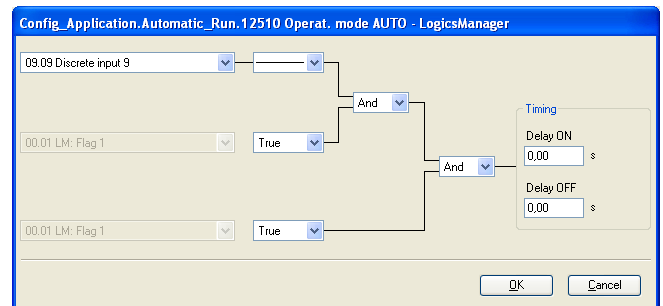 Config_Application.Automatic_Run.12510 Operat. mode AUTO - LogicsManager
09.09 Discrete input 9
And
Timing
Delay ON
00.01 LM: Flag 1 True
0,00 s
And
Delay OFF
0,00 s
00.01 LM: Flag 1 True
OK Cancel